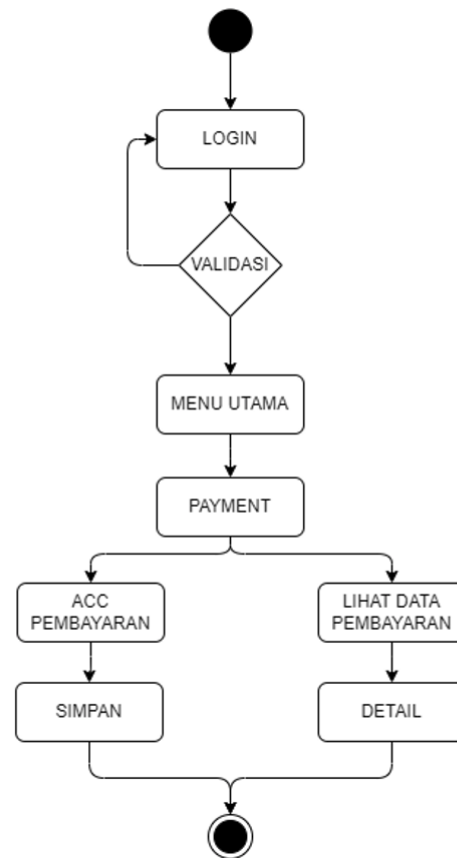 LOGIN
VALIDASI
MENU UTAMA
PAYMENT
ACC
PEMBAYARAN
LIHAT DATA
PEMBAYARAN
SIMPAN
DETAIL